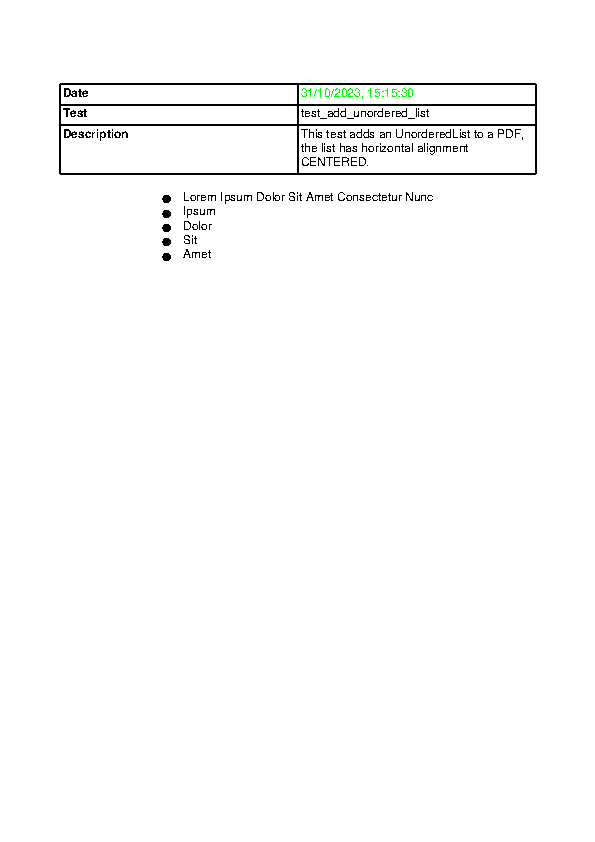 Date 31/10/2023, 15:15:30
Test test_add_unordered_list
Description This test adds an UnorderedList to a PDF,
the list has horizontal alignment
CENTERED.
● Lorem Ipsum Dolor Sit Amet Consectetur Nunc
● Ipsum
● Dolor
● Sit
● Amet